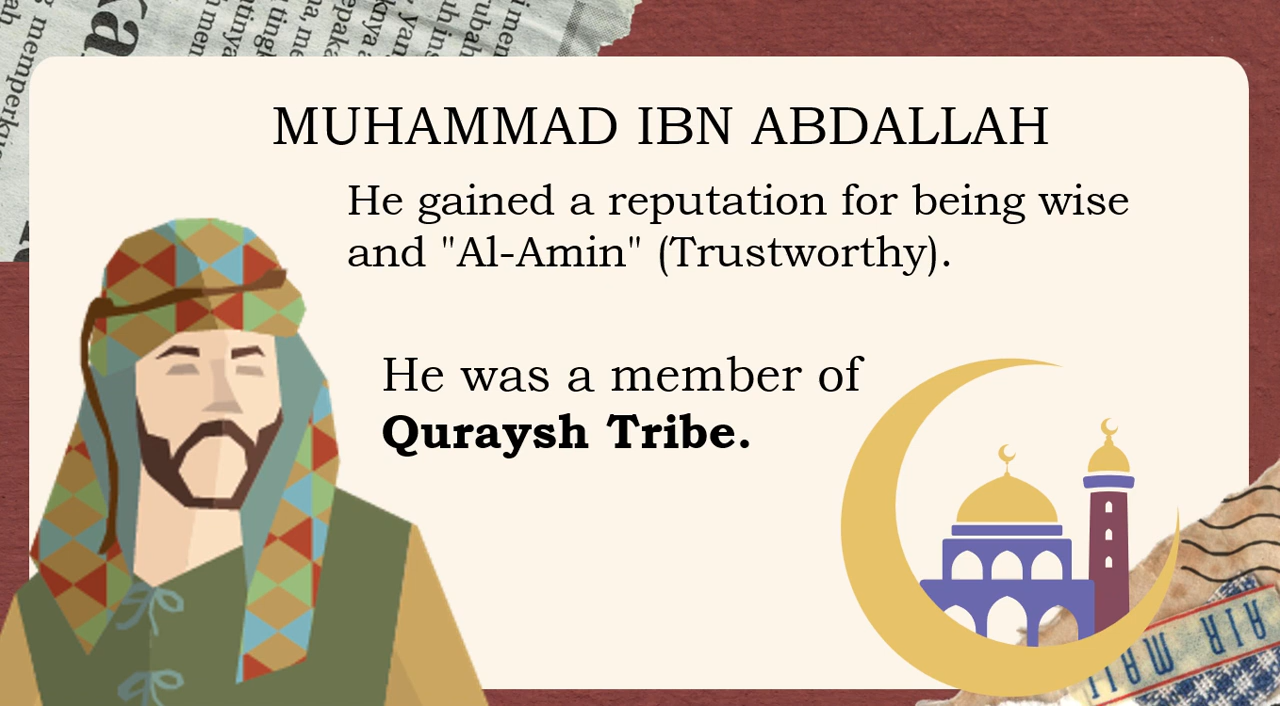 MUHAMMAD IBN ABDALLAH
He gained a reputation for being wise
and "Al-Amin" (Trustworthy).
He was a member of
Quraysh Tribe.
AIR MAIL